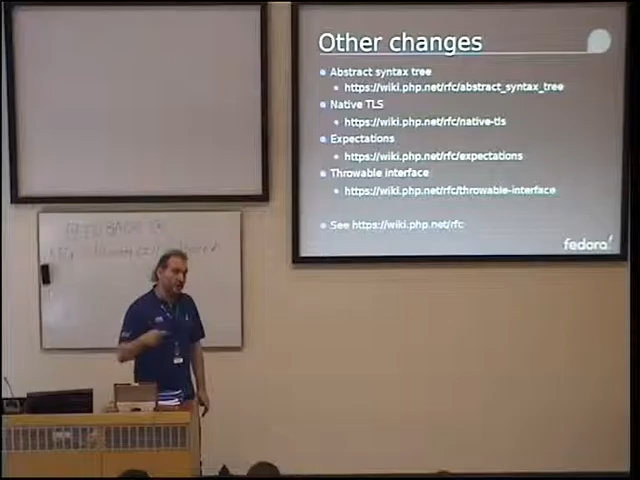 Other changes
Abstract syntax tree
https://wiki.php.net/rfc/abstract_syntax_tree
Native TLS
https://wiki.php.net/rfc/native-tls
Expectations
https://wiki.php.net/rfc/expectations
Throwable interface
https://wiki.php.net/rfc/throwable-interface
See https://wiki.php.net/rfc
fedora
FEEDBACK